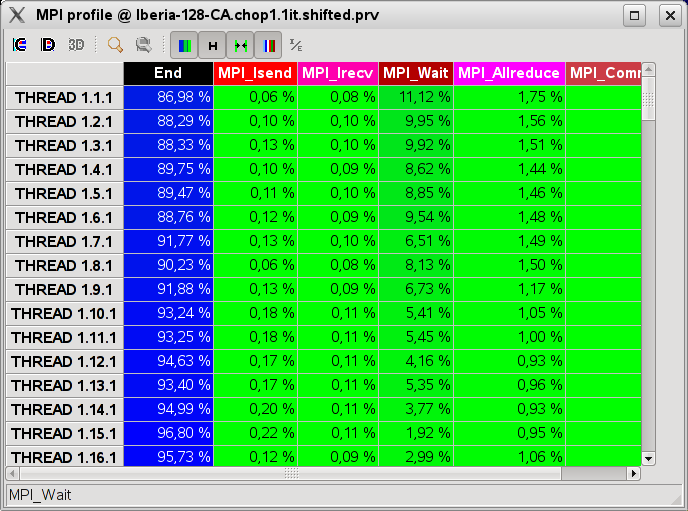 MPI profile @ Iberia-128-CA.chop1.1it.shifted.prv
3D
End MPI_Isend MPI_Irecv MPI_Wait MPI_Allreduce MPI_Comm
THREAD 1.1.1 86,98 % 0,06 % 0,08 % 11,12 % 1,75 %
THREAD 1.2.1 88,29 % 0,10 % 0,10 % 9,95 % 1,56 %
THREAD 1.3.1 88,33 % 0,13 % 0,10 % 9,92 % 1,51 %
THREAD 1.4.1 89,75 % 0,10 % 0,09 % 8,62 % 1,44 %
THREAD 1.5.1 89,47 % 0,11 % 0,10 % 8,85 % 1,46 %
THREAD 1.6.1 88,76 % 0,12 % 0,09 % 9,54 % 1,48 %
THREAD 1.7.1 91,77 % 0,13 % 0,10 % 6,51 % 1,49 %
THREAD 1.8.1 90,23 % 0,06 % 0,08 % 8,13 % 1,50 %
THREAD 1.9.1 91,88 % 0,13 % 0,09 % 6,73 % 1,17 %
THREAD 1.10.1 93,24 % 0,18 % 0,11 % 5,41 % 1,05 %
THREAD 1.11.1 93,25 % 0,18 % 0,11 % 5,45 % 1,00 %
THREAD 1.12.1 94,63 % 0,17 % 0,11 % 4,16 % 0,93 %
THREAD 1.13.1 93,40 % 0,17 % 0,11 % 5,35 % 0,96 %
THREAD 1.14.1 94,99 % 0,20 % 0,11 % 3,77 % 0,93 %
THREAD 1.15.1 96,80 % 0,22 % 0,11 % 1,92 % 0,95 %
THREAD 1.16.1 95,73 % 0,12 % 0,09 % 2,99 % 1,06 %
MPI_Wait